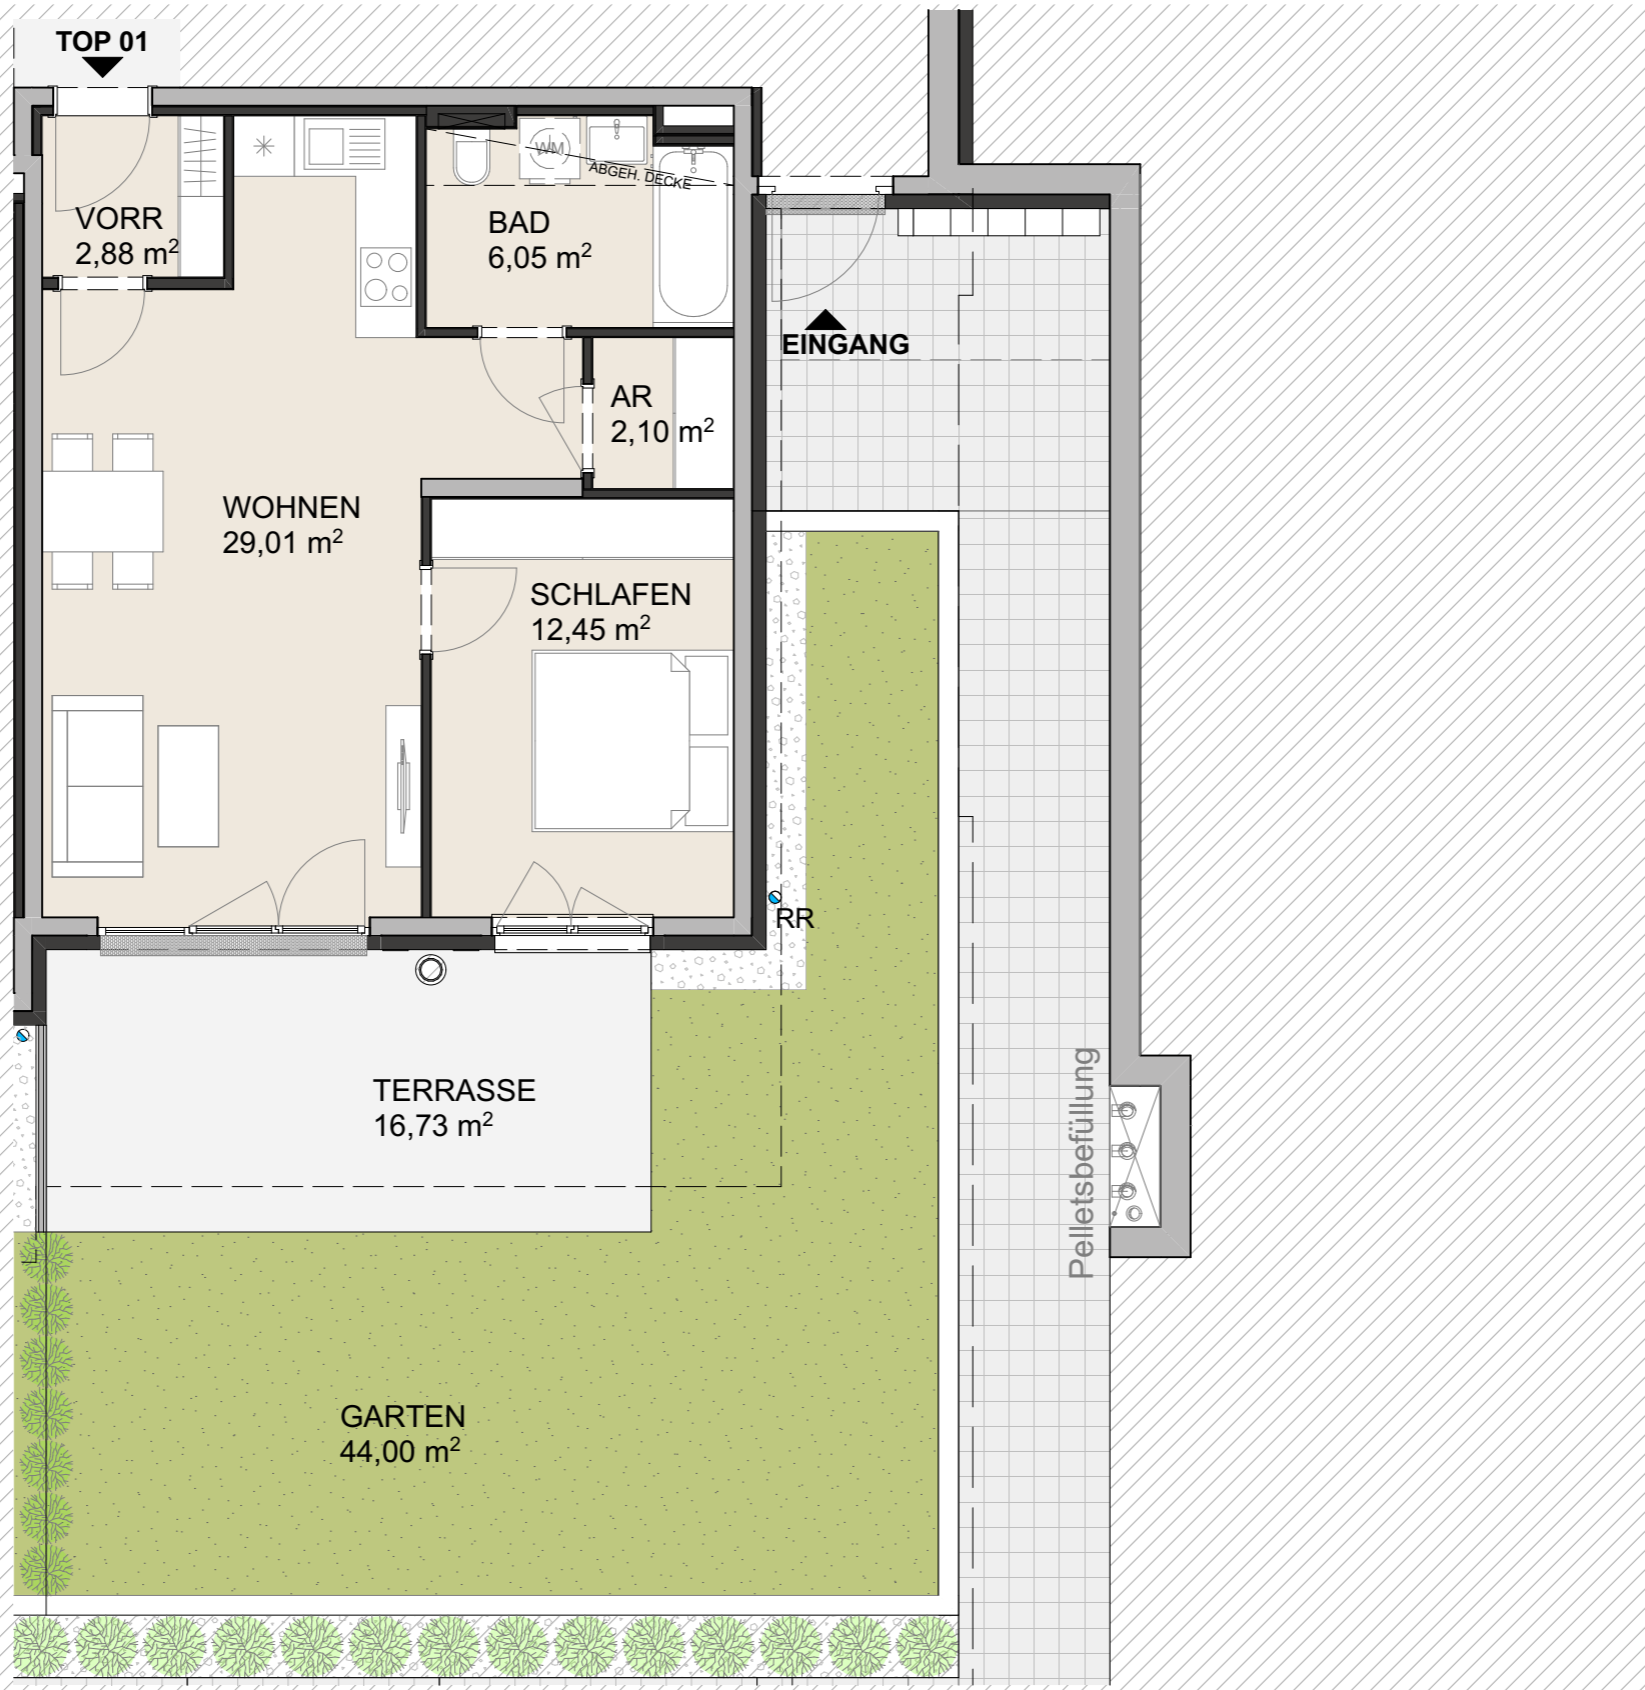 TOP 01
VORR
2,88 m²
WM
ABGEH. DECKE
BAD
6,05 m²
EINGANG
AR
2,10 m²
WOHNEN
29,01 m²
SCHLAFEN
12,45 m²
RR
TERRASSE
16,73 m²
Pelletsbefüllung
GARTEN
44,00 m²